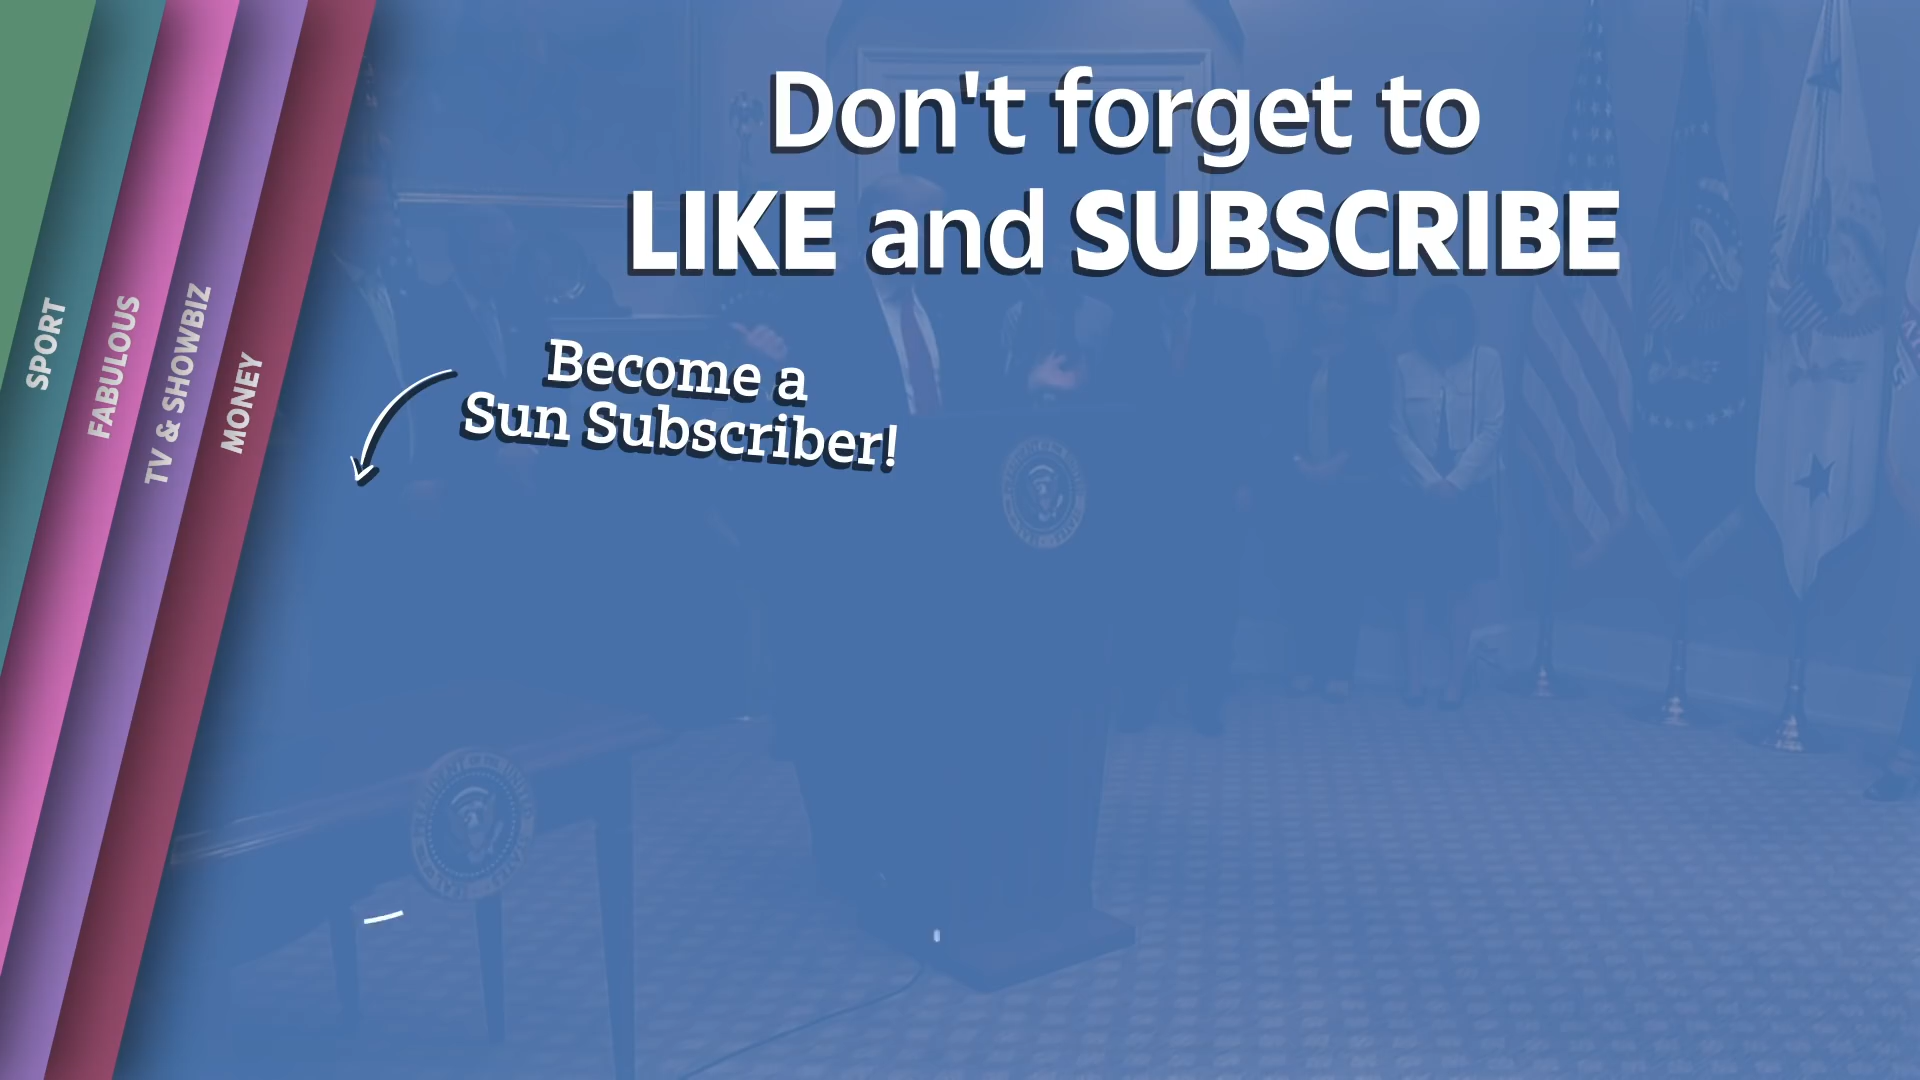 Don't forget to
LIKE and SUBSCRIBE
Become a
Sun Subscriber!
SPORT
FABULOUS
TV & SHOWBIZ
MONEY